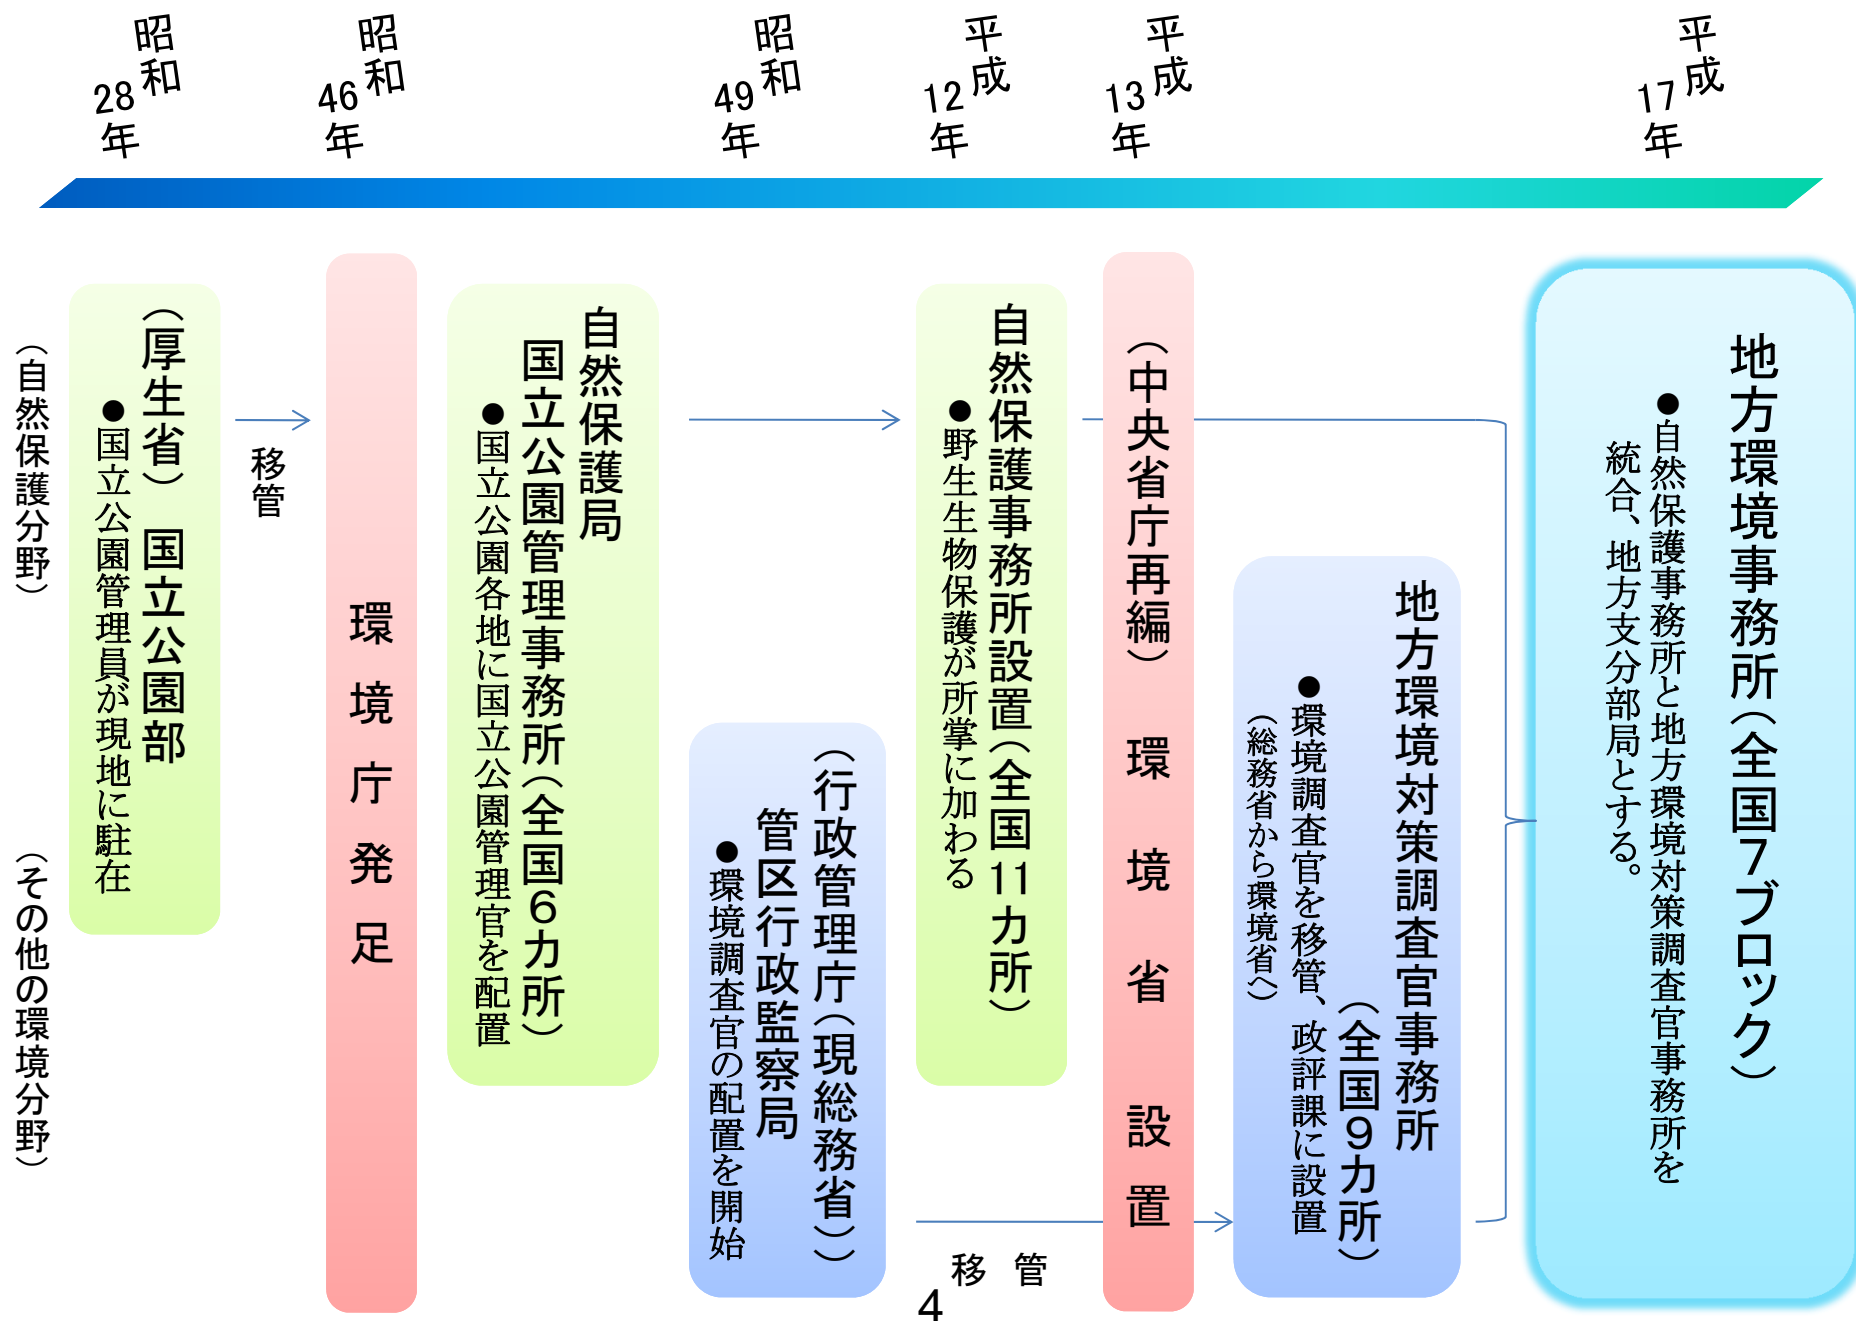 昭和28年
昭和46年
昭和49年
平成12年
平成13年
平成17年
（自然保護分野）
（その他の環境分野）
（厚生省）　国立公園部
●国立公園管理員が現地に駐在
移管
環境庁発足
自然保護局
国立公園管理事務所（全国６カ所）
●国立公園各地に国立公園管理官を配置
（行政管理庁（現総務省））
管区行政監察局
●環境調査官の配置を開始
自然保護事務所設置（全国11カ所）
●野生生物保護が所掌に加わる
移管
（中央省庁再編）　環境省設置
地方環境対策調査官事務所
（全国９カ所）
●環境調査官を移管、政評課に設置
（総務省から環境省へ）
地方環境事務所（全国７ブロック）
●自然保護事務所と地方環境対策調査官事務所を
統合、地方支分部局とする。
4